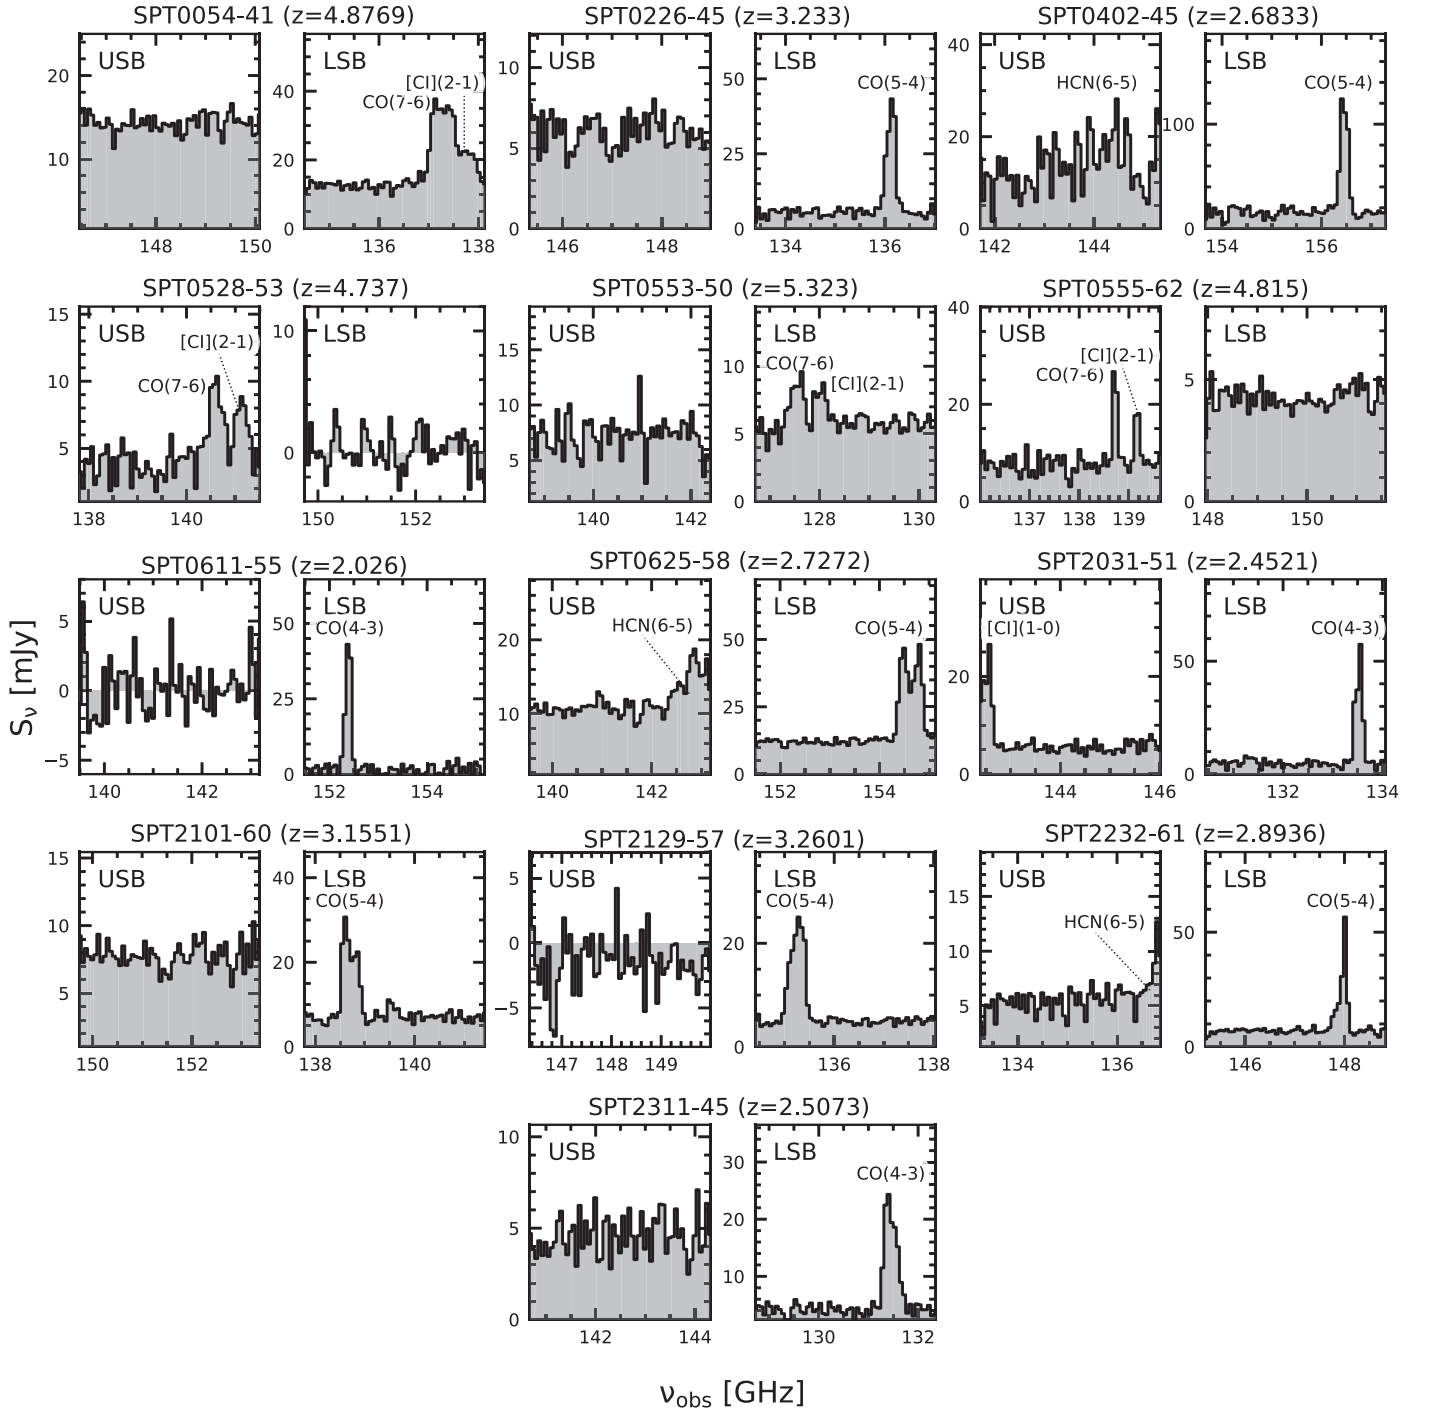 SPT0054-41 (z=4.8769)
SPT0226-45 (z=3.233)
SPT0402-45 (z=2.6833)
20
10
USB
148
150
40
20
0
LSB
CO(7-6)
[CI](2-1)
136
138
10
5
0
USB
146
148
50
25
0
LSB
CO(5-4)
134
136
40
20
0
USB
HCN(6-5)
142
144
100
0
LSB
CO(5-4)
154
156
SPT0528-53 (z=4.737)
SPT0553-50 (z=5.323)
SPT0555-62 (z=4.815)
15
10
5
USB
[CI](2-1)
CO(7-6)
138
140
10
0
LSB
150
152
15
10
5
USB
140
142
10
5
0
LSB
CO(7-6)
[CI](2-1)
128
130
40
20
0
USB
[CI](2-1)
CO(7-6)
137
138
139
5
0
LSB
148
150
SPT0611-55 (z=2.026)
SPT0625-58 (z=2.7272)
SPT2031-51 (z=2.4521)
5
0
−5
USB
140
142
50
25
0
LSB
CO(4-3)
152
154
20
10
USB
HCN(6-5)
140
142
50
25
0
LSB
CO(5-4)
152
154
20
0
USB
[CI](1-0)
144
146
50
0
LSB
CO(4-3)
132
134
SPT2101-60 (z=3.1551)
SPT2129-57 (z=3.2601)
SPT2232-61 (z=2.8936)
15
10
5
USB
150
152
40
20
0
LSB
CO(5-4)
138
140
5
0
−5
USB
147
148
149
20
0
LSB
CO(5-4)
136
138
15
10
5
USB
HCN(6-5)
134
136
50
0
LSB
CO(5-4)
146
148
SPT2311-45 (z=2.5073)
10
5
0
USB
142
144
30
20
10
LSB
CO(4-3)
130
132
Sν [mJy]
νobs [GHz]